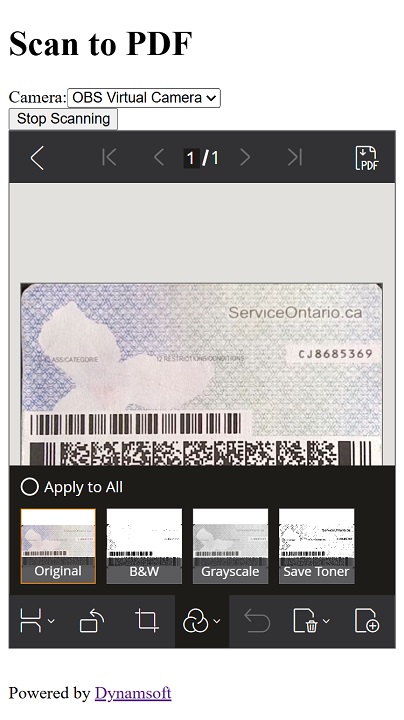 Scan to PDF
Camera: OBS Virtual Camera
Stop Scanning
1 /1
PDF
ServiceOntario.ca
CJ8685369
CLASS/CATEGORIE 12 RESTRICTIONS/CONDITIONS
Apply to All
Original B&W Grayscale Save Toner
Powered by Dynamsoft